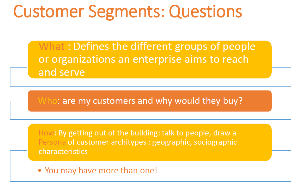 Customer Segments: Questions
What : Defines the different groups of people
or organizations an enterprise aims to reach
and serve
Who: are my customers and why would they buy?
How: By getting out of the building: talk to people, draw a
Persona of customer architypes : geographic, sociographic
characteristics
• You may have more than one!